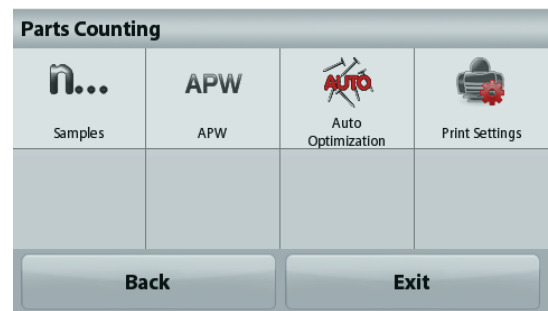 Parts Counting
n...
APW
AUTO
Samples
APW
Auto
Optimization
Print Settings
Back
Exit